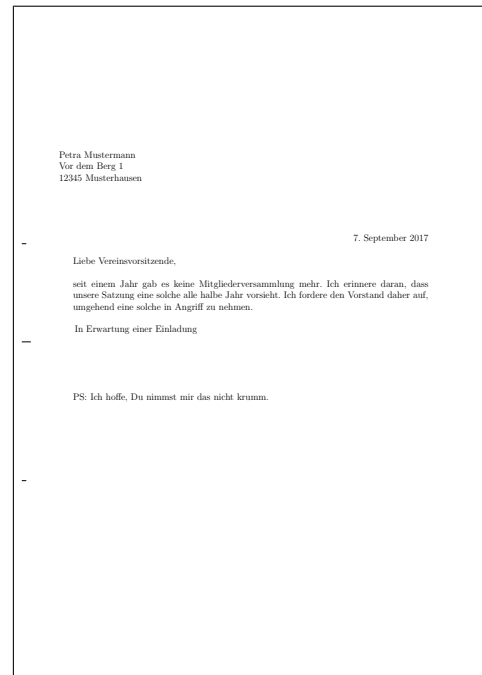 Petra Mustermann
Vor dem Berg 1
12345 Musterhausen
7. September 2017
Liebe Vereinsvorsitzende,
seit einem Jahr gab es keine Mitgliederversammlung mehr. Ich erinnere daran, dass
unsere Satzung eine solche alle halbe Jahr vorsieht. Ich fordere den Vorstand daher auf,
umgehend eine solche in Angriff zu nehmen.
In Erwartung einer Einladung
PS: Ich hoffe, Du nimmst mir das nicht krumm.